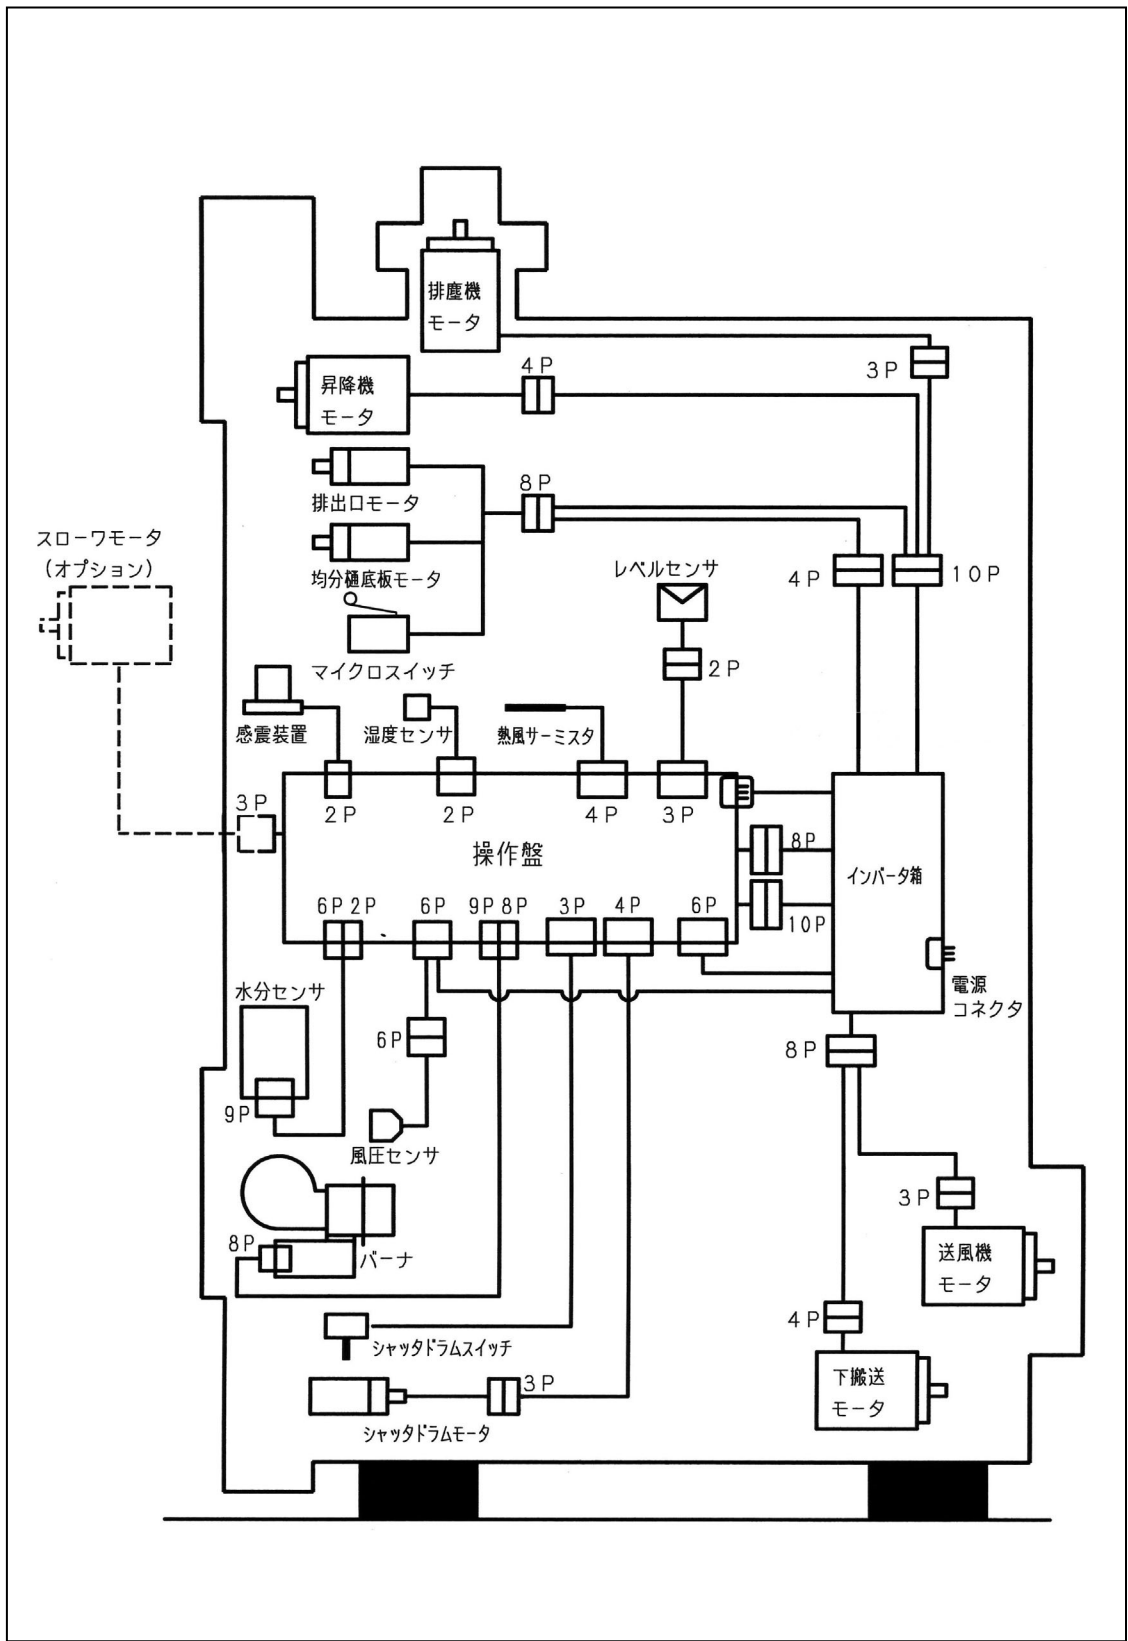 排塵機
モータ
3P
4P
昇降機
モータ
8P
排出口モータ
スローワモータ
(オプション)
均分樋底板モータ
レベルセンサ
4P
10P
マイクロスイッチ
2P
感震装置
湿度センサ
熱風サーミスタ
3P
2P
2P
4P
3P
操作盤
8P
インバータ箱
6P
2P
6P
9P
8P
3P
4P
6P
10P
水分センサ
電源
コネクタ
6P
8P
9P
風圧センサ
3P
8P
バーナ
送風機
モータ
4P
シャッタドラムスイッチ
3P
下搬送
モータ
シャッタドラムモータ